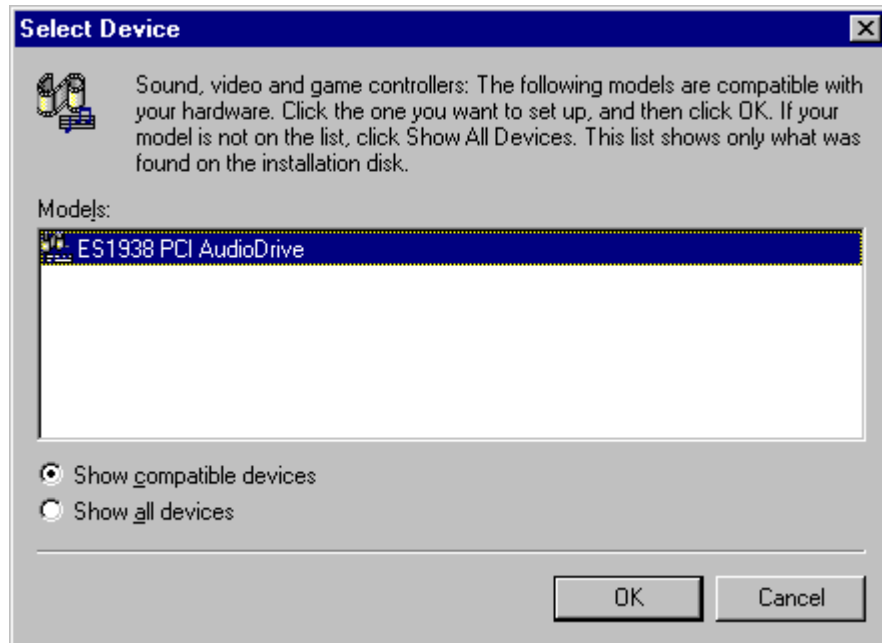 Select Device
Sound, video and game controllers: The following models are compatible with
your hardware. Click the one you want to set up, and then click OK. If your
model is not on the list, click Show All Devices. This list shows only what was
found on the installation disk.
Models:
ES1938 PCI AudioDrive
Show compatible devices
Show all devices
OK
Cancel